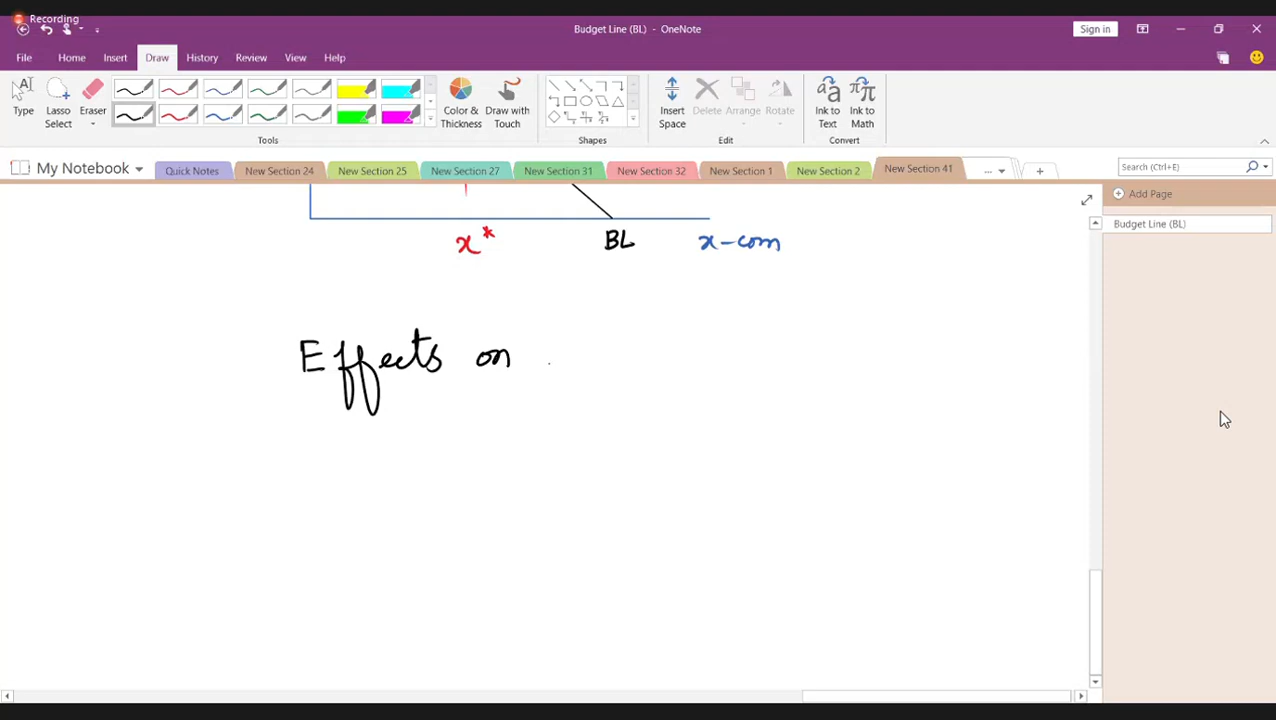 Recording
Budget Line (BL) - OneNote
Sign in
File Home Insert Draw History Review View Help
Type Lasso Select Eraser Color & Thickness Draw with Touch Insert Space Delete Arrange Rotate Ink to Text Ink to Math
Tools Shapes Edit Convert
My Notebook Quick Notes New Section 24 New Section 25 New Section 27 New Section 31 New Section 32 New Section 1 New Section 2 New Section 41 ... Search (Ctrl+E)
Add Page
Budget Line (BL)
x* BL x-com
Effects on